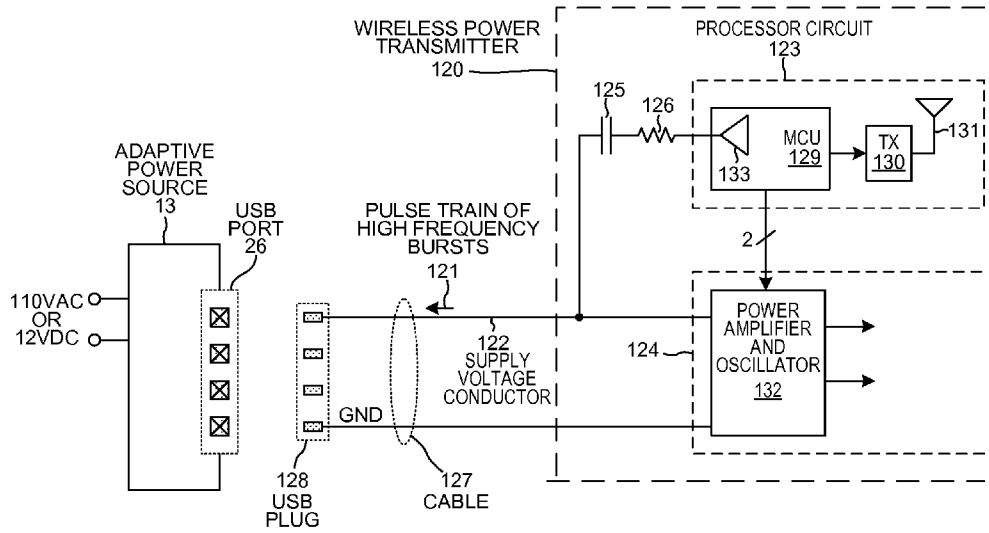 WIRELESS POWER
TRANSMITTER
120
PROCESSOR CIRCUIT
123
125
126
133
MCU
129
TX
130
131
ADAPTIVE
POWER
SOURCE
13
USB
PORT
26
PULSE TRAIN OF
HIGH FREQUENCY
BURSTS
121
2
110VAC
OR
12VDC
122
SUPPLY
VOLTAGE
CONDUCTOR
124
POWER
AMPLIFIER
AND
OSCILLATOR
132
GND
128
USB
PLUG
127
CABLE